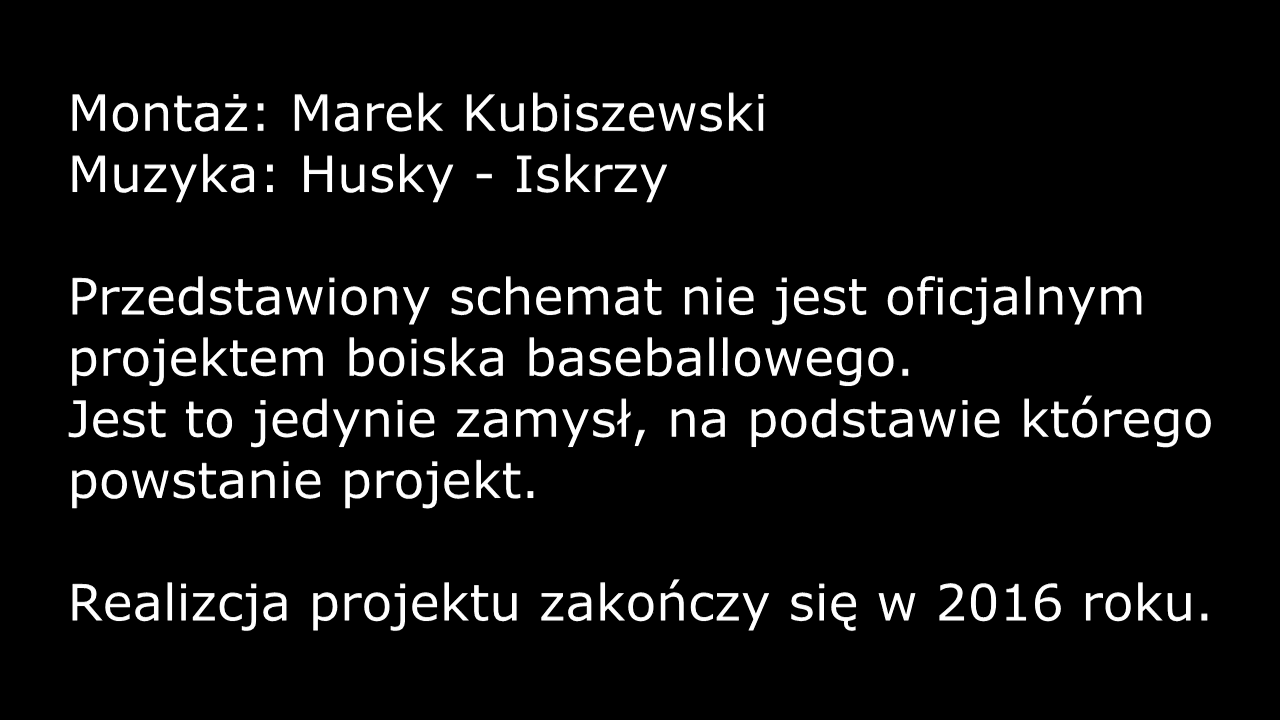 Montaż: Marek Kubiszewski
Muzyka: Husky - Iskrzy
Przedstawiony schemat nie jest oficjalnym
projektem boiska baseballowego.
Jest to jedynie zamysł, na podstawie którego
powstanie projekt.
Realizcja projektu zakończy się w 2016 roku.